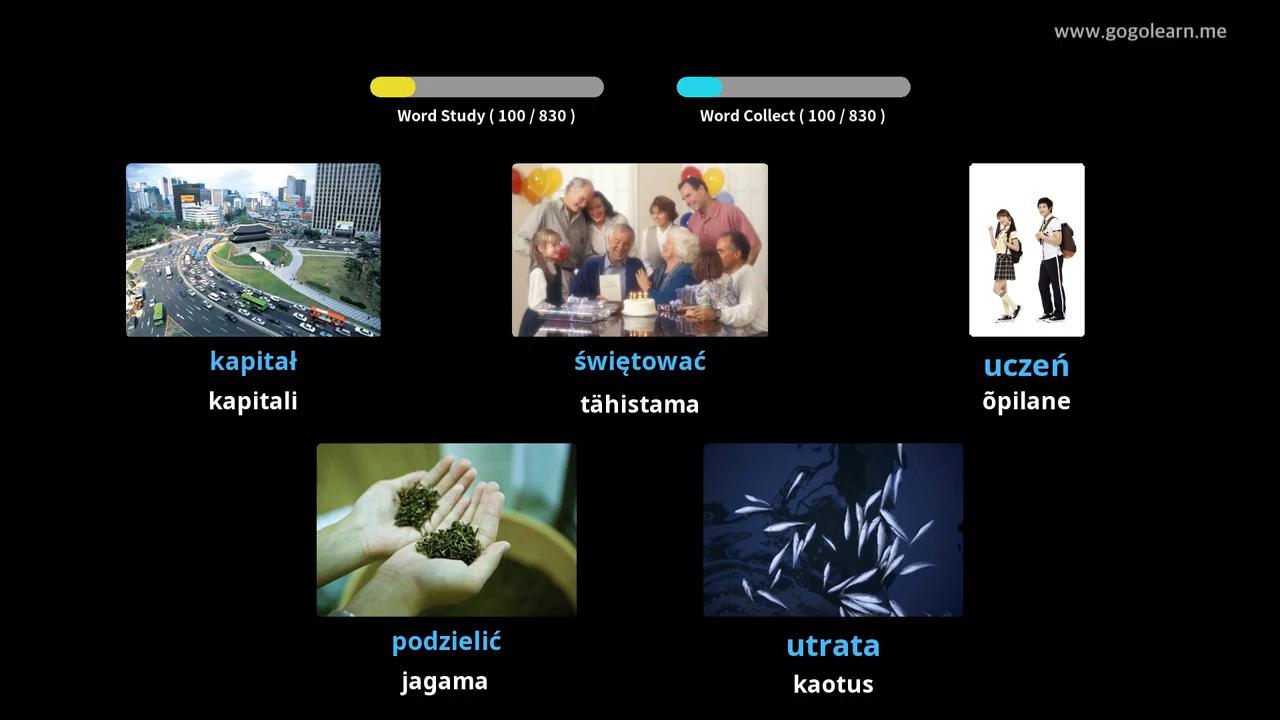 www.gogolearn.me
Word Study ( 100 / 830 )
Word Collect ( 100 / 830 )
kapitał
kapitali
świętować
tähistama
uczeń
õpilane
podzielić
jagama
utrata
kaotus